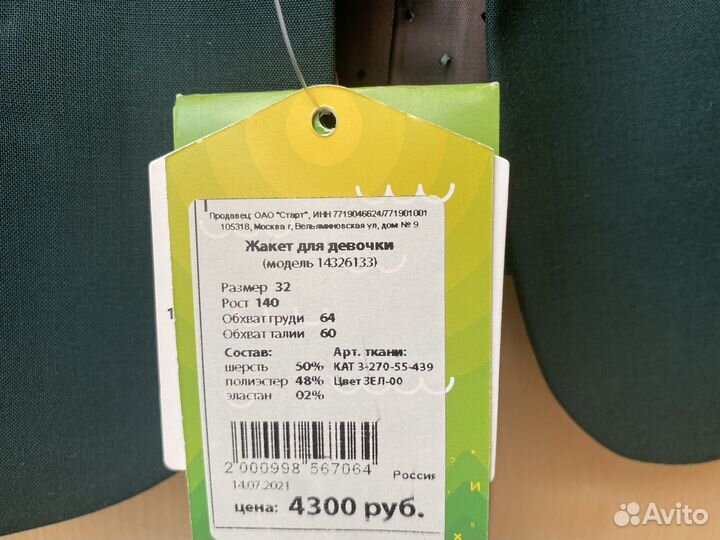 Продавец: ОАО "Старт", ИНН 7719046624/771901001
105318, Москва г, Вельяминовская ул, дом № 9
Жакет для девочки
(модель 14326133)
Размер 32
Рост 140
Обхват груди 64
Обхват талии 60
Состав: Арт. ткани:
шерсть 50% КАТ 3-270-55-439
полиэстер 48% Цвет ЗЕЛ-00
эластан 02%
2 000998 567064
Россия
14.07.2021
цена: 4300 руб.
1
?
И
x
Avito